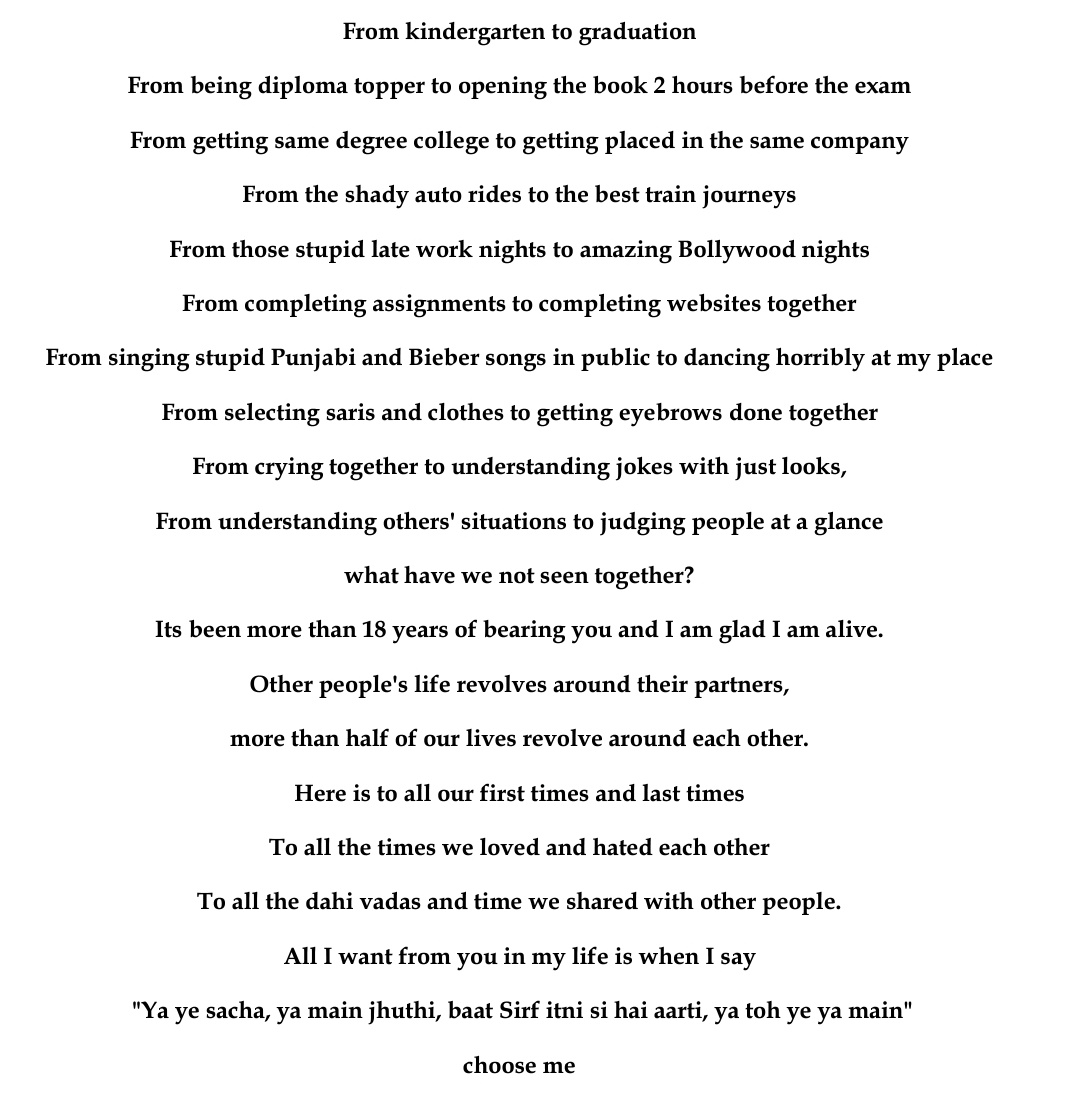 From kindergarten to graduation
From being diploma topper to opening the book 2 hours before the exam
From getting same degree college to getting placed in the same company
From the shady auto rides to the best train journeys
From those stupid late work nights to amazing Bollywood nights
From completing assignments to completing websites together
From singing stupid Punjabi and Bieber songs in public to dancing horribly at my place
From selecting saris and clothes to getting eyebrows done together
From crying together to understanding jokes with just looks,
From understanding others' situations to judging people at a glance
what have we not seen together?
Its been more than 18 years of bearing you and I am glad I am alive.
Other people's life revolves around their partners,
more than half of our lives revolve around each other.
Here is to all our first times and last times
To all the times we loved and hated each other
To all the dahi vadas and time we shared with other people.
All I want from you in my life is when I say
"Ya ye sacha, ya main jhuthi, baat Sirf itni si hai aarti, ya toh ye ya main"
choose me